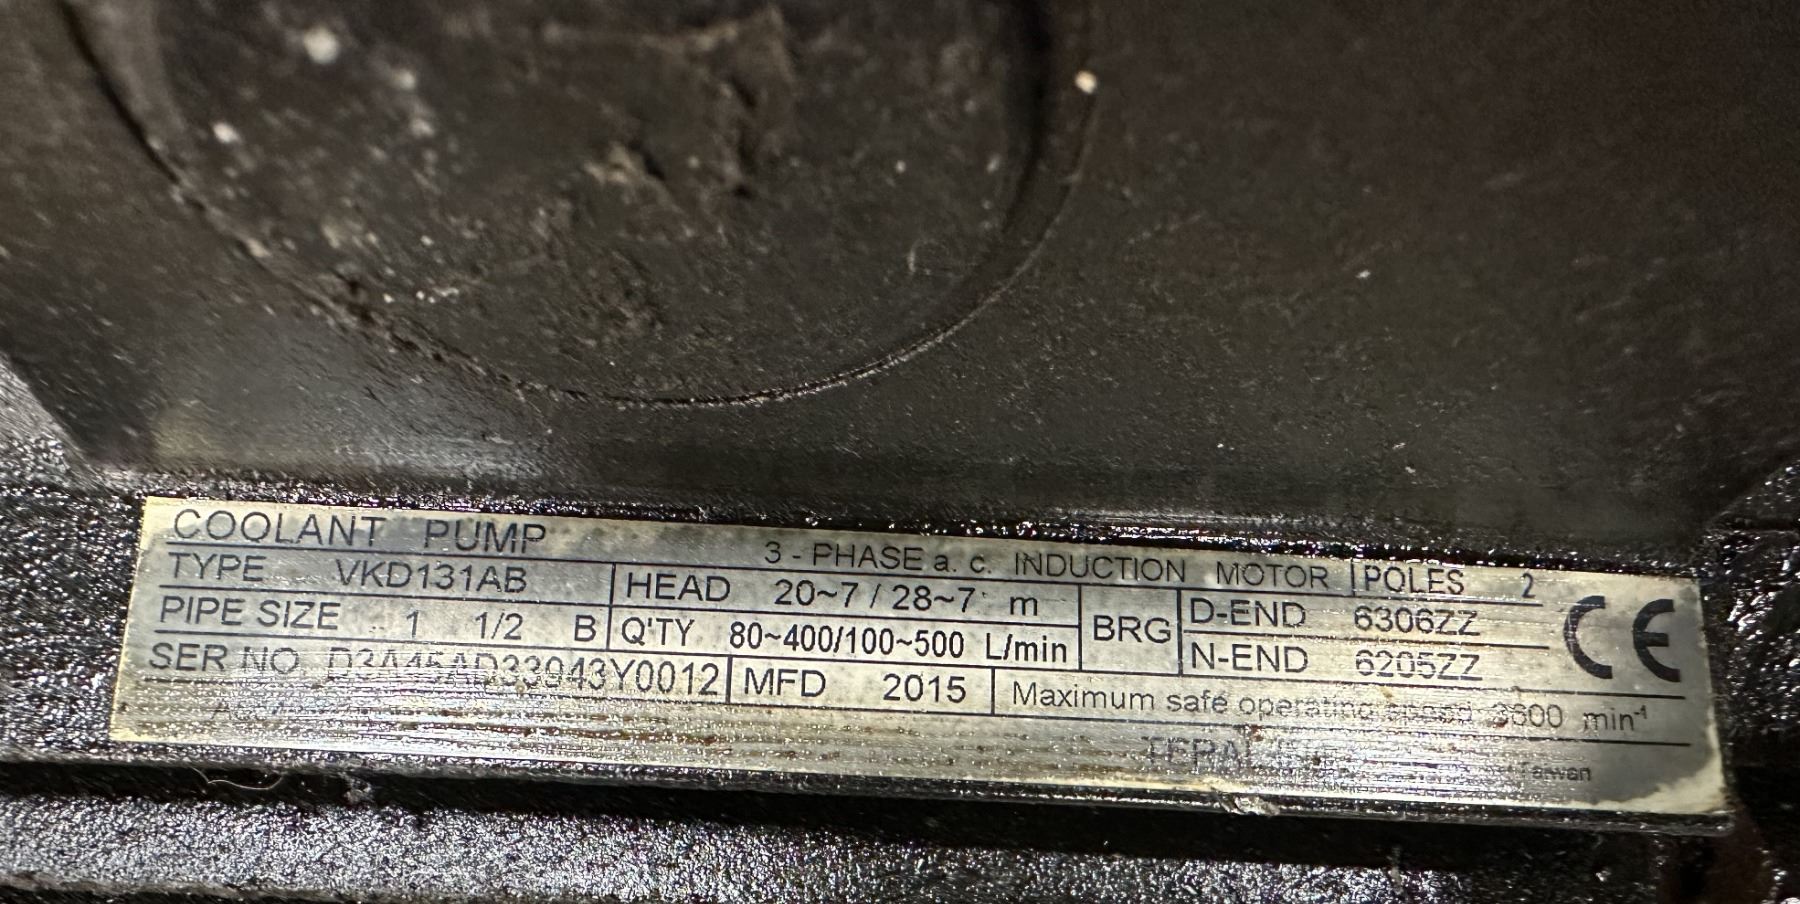 COOLANT PUMP 3 - PHASE a. c. INDUCTION MOTOR POLES 2
TYPE VKD131AB HEAD 20~7 / 28~7 m BRG D-END 6306ZZ
PIPE SIZE 1 1/2 B Q'TY 80~400/100~500 L/min N-END 6205ZZ
SER NO. D3A45AD33943Y0012 MFD 2015 Maximum safe operating speed 3600 min-1
Taiwan
CE